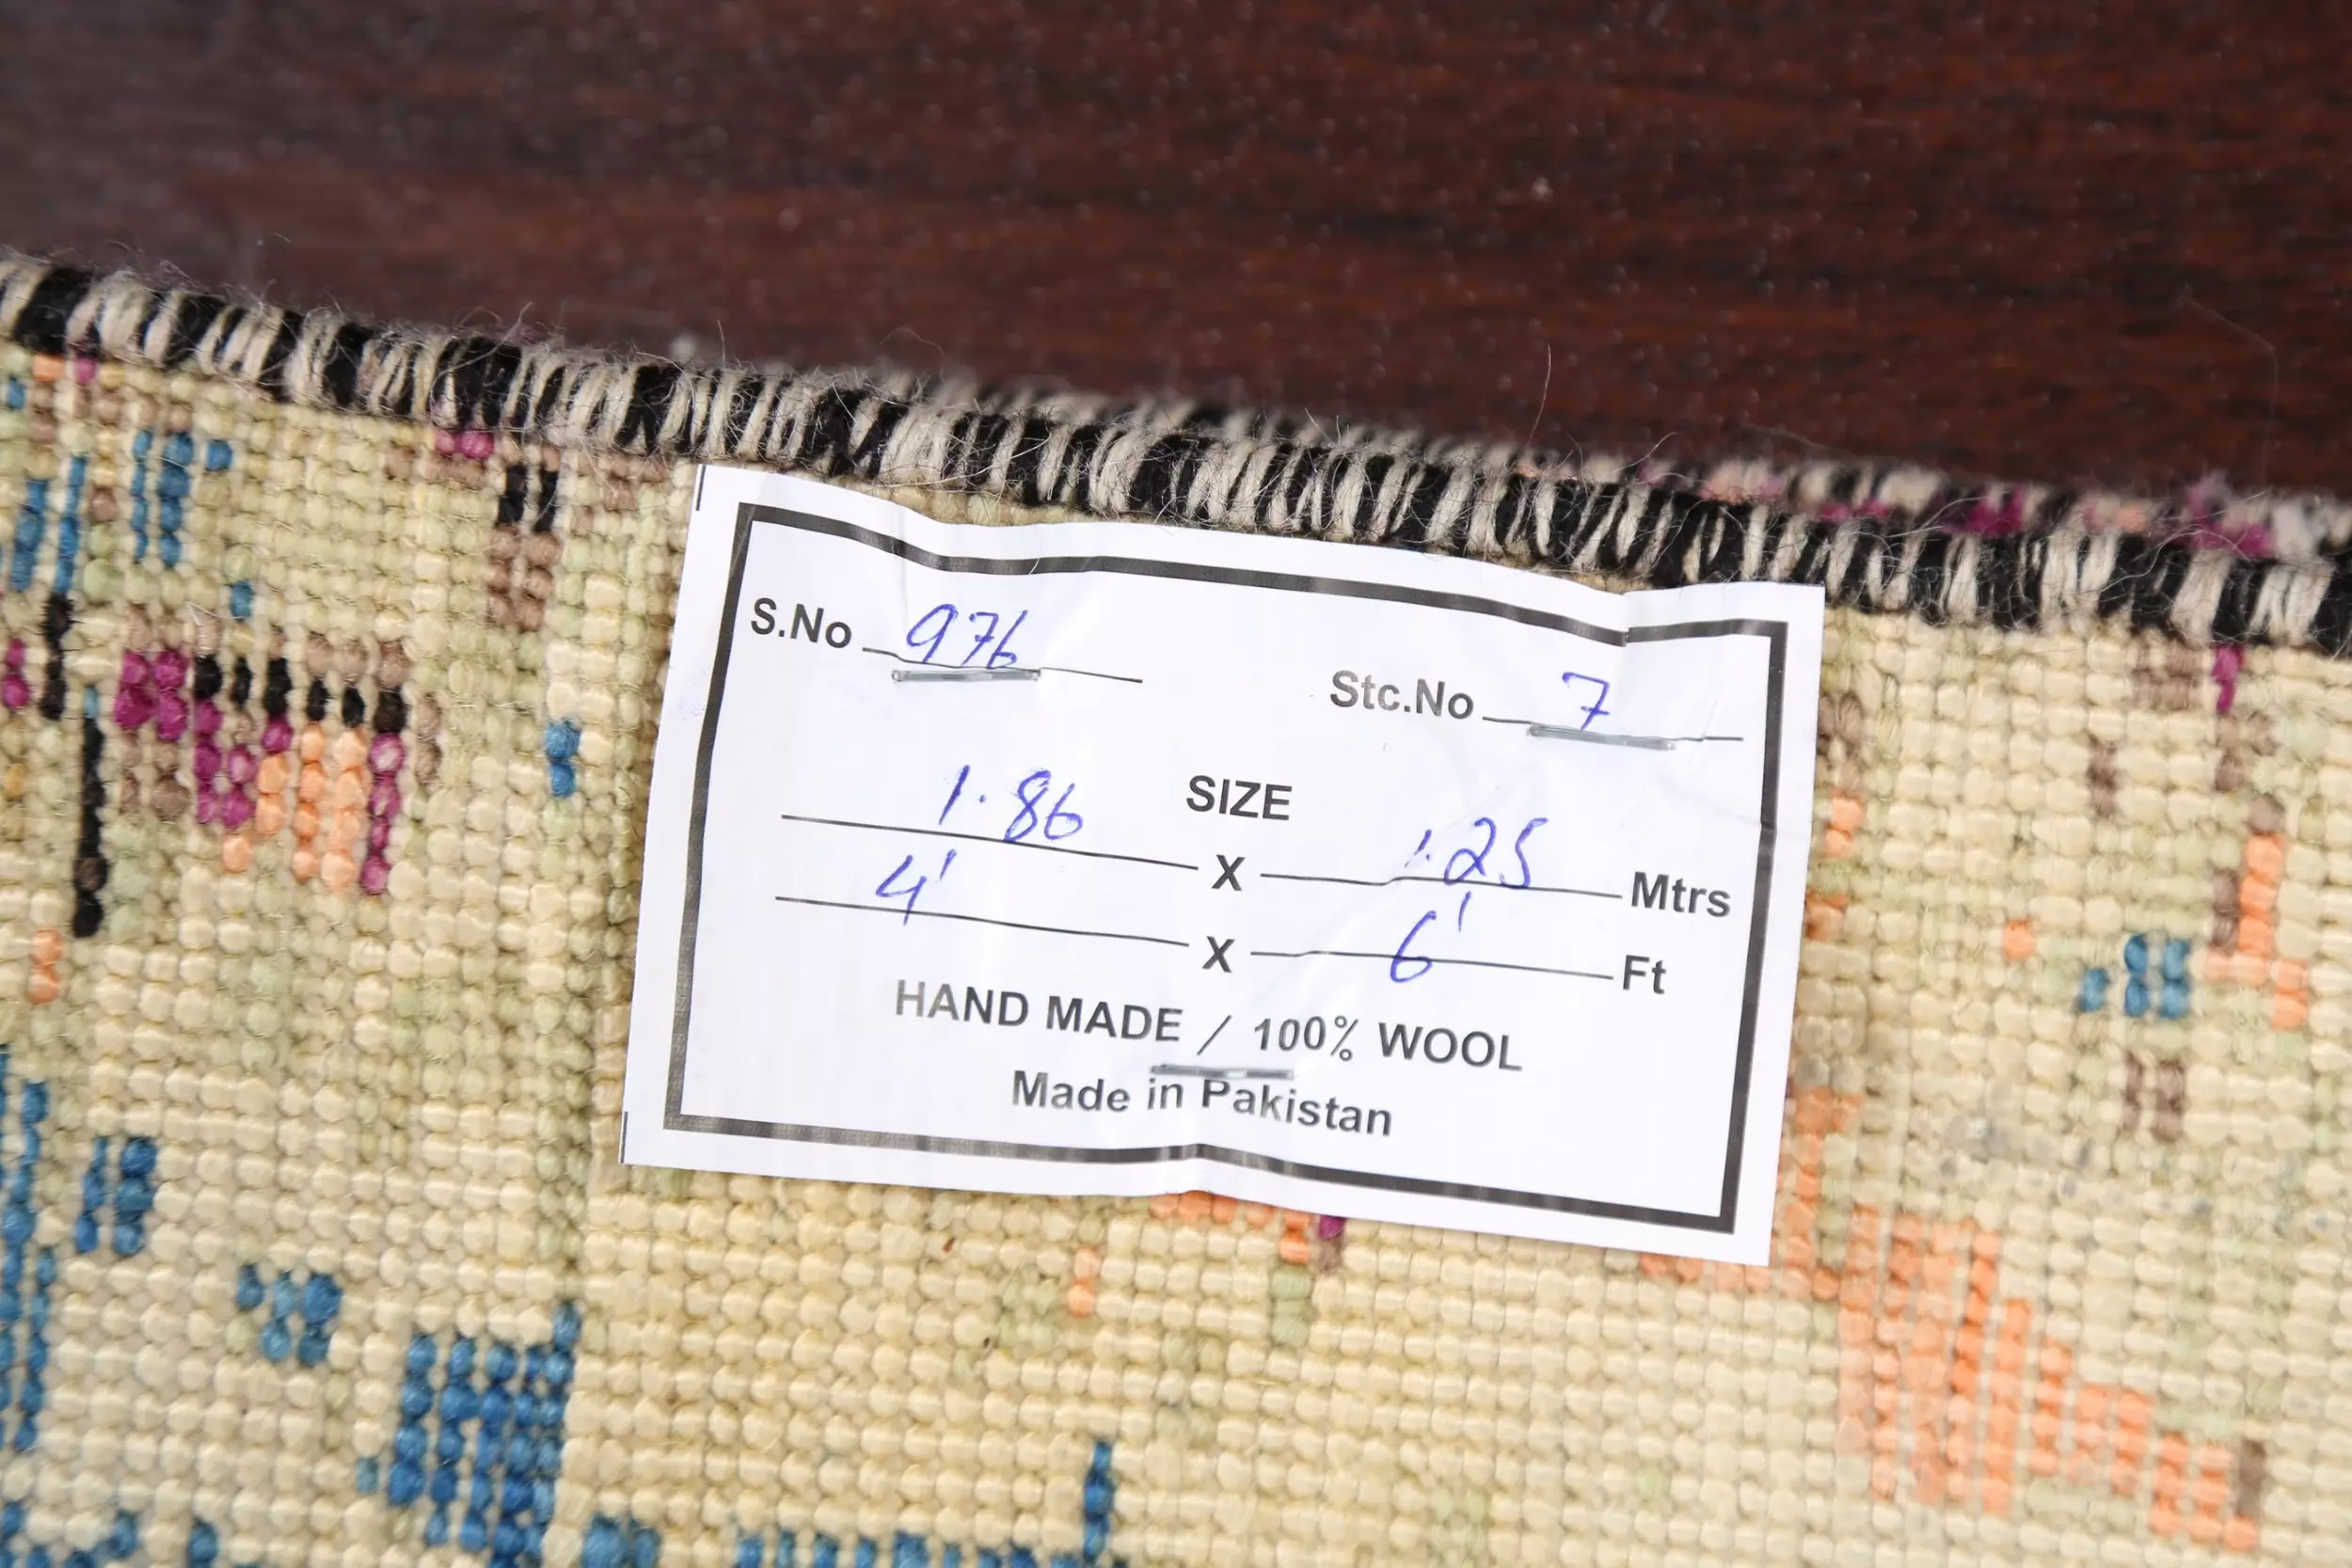 S.No 976 Stc.No 7
SIZE
1.86 X 1.25 Mtrs
4' X 6' Ft
HAND MADE / 100% WOOL
Made in Pakistan